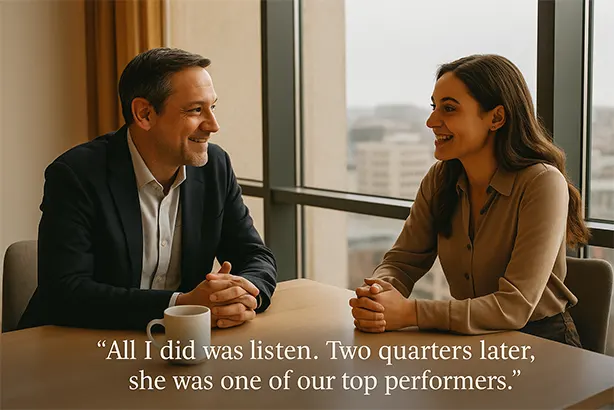 “All I did was listen. Two quarters later,
she was one of our top performers.”